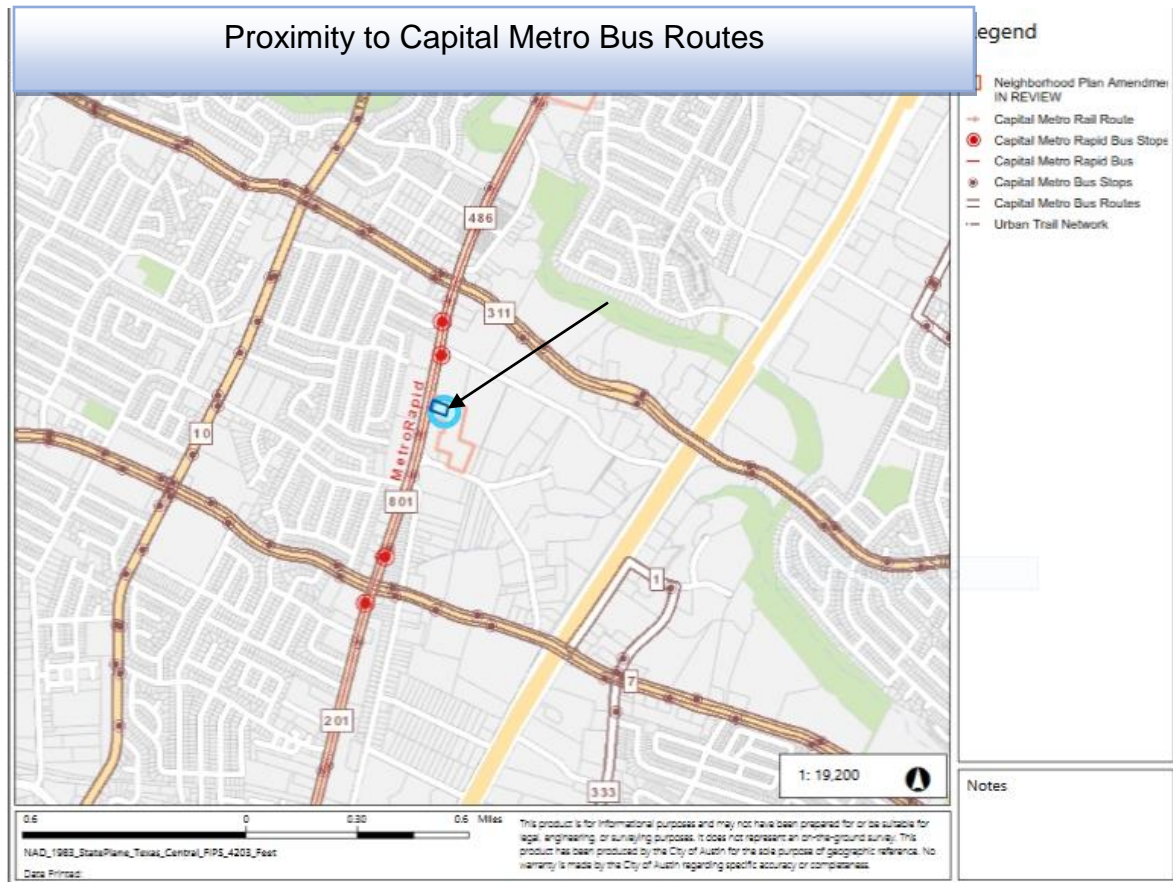 Proximity to Capital Metro Bus Routes
egend
Neighborhood Plan Amendme
IN REVIEW
Capital Metro Rail Route
Capital Metro Rapid Bus Stops
Capital Metro Rapid Bus
Capital Metro Bus Stops
Capital Metro Bus Routes
Urban Trail Network
486
311
MetroRapid
10
801
1
7
201
333
1: 19,200
Notes
0.6 0 0.30 0.6 Miles
NAD_1983_StatePlane_Texas_Central_FIPS_4203_Feet
Date Printed:
This product is for informational purposes and may not have been prepared for or be suitable for
legal, engineering, or surveying purposes. It does not represent an on-the-ground survey. This
product has been produced by the City of Austin for the sole purpose of geographic reference. No
warranty is made by the City of Austin regarding specific accuracy or completeness.